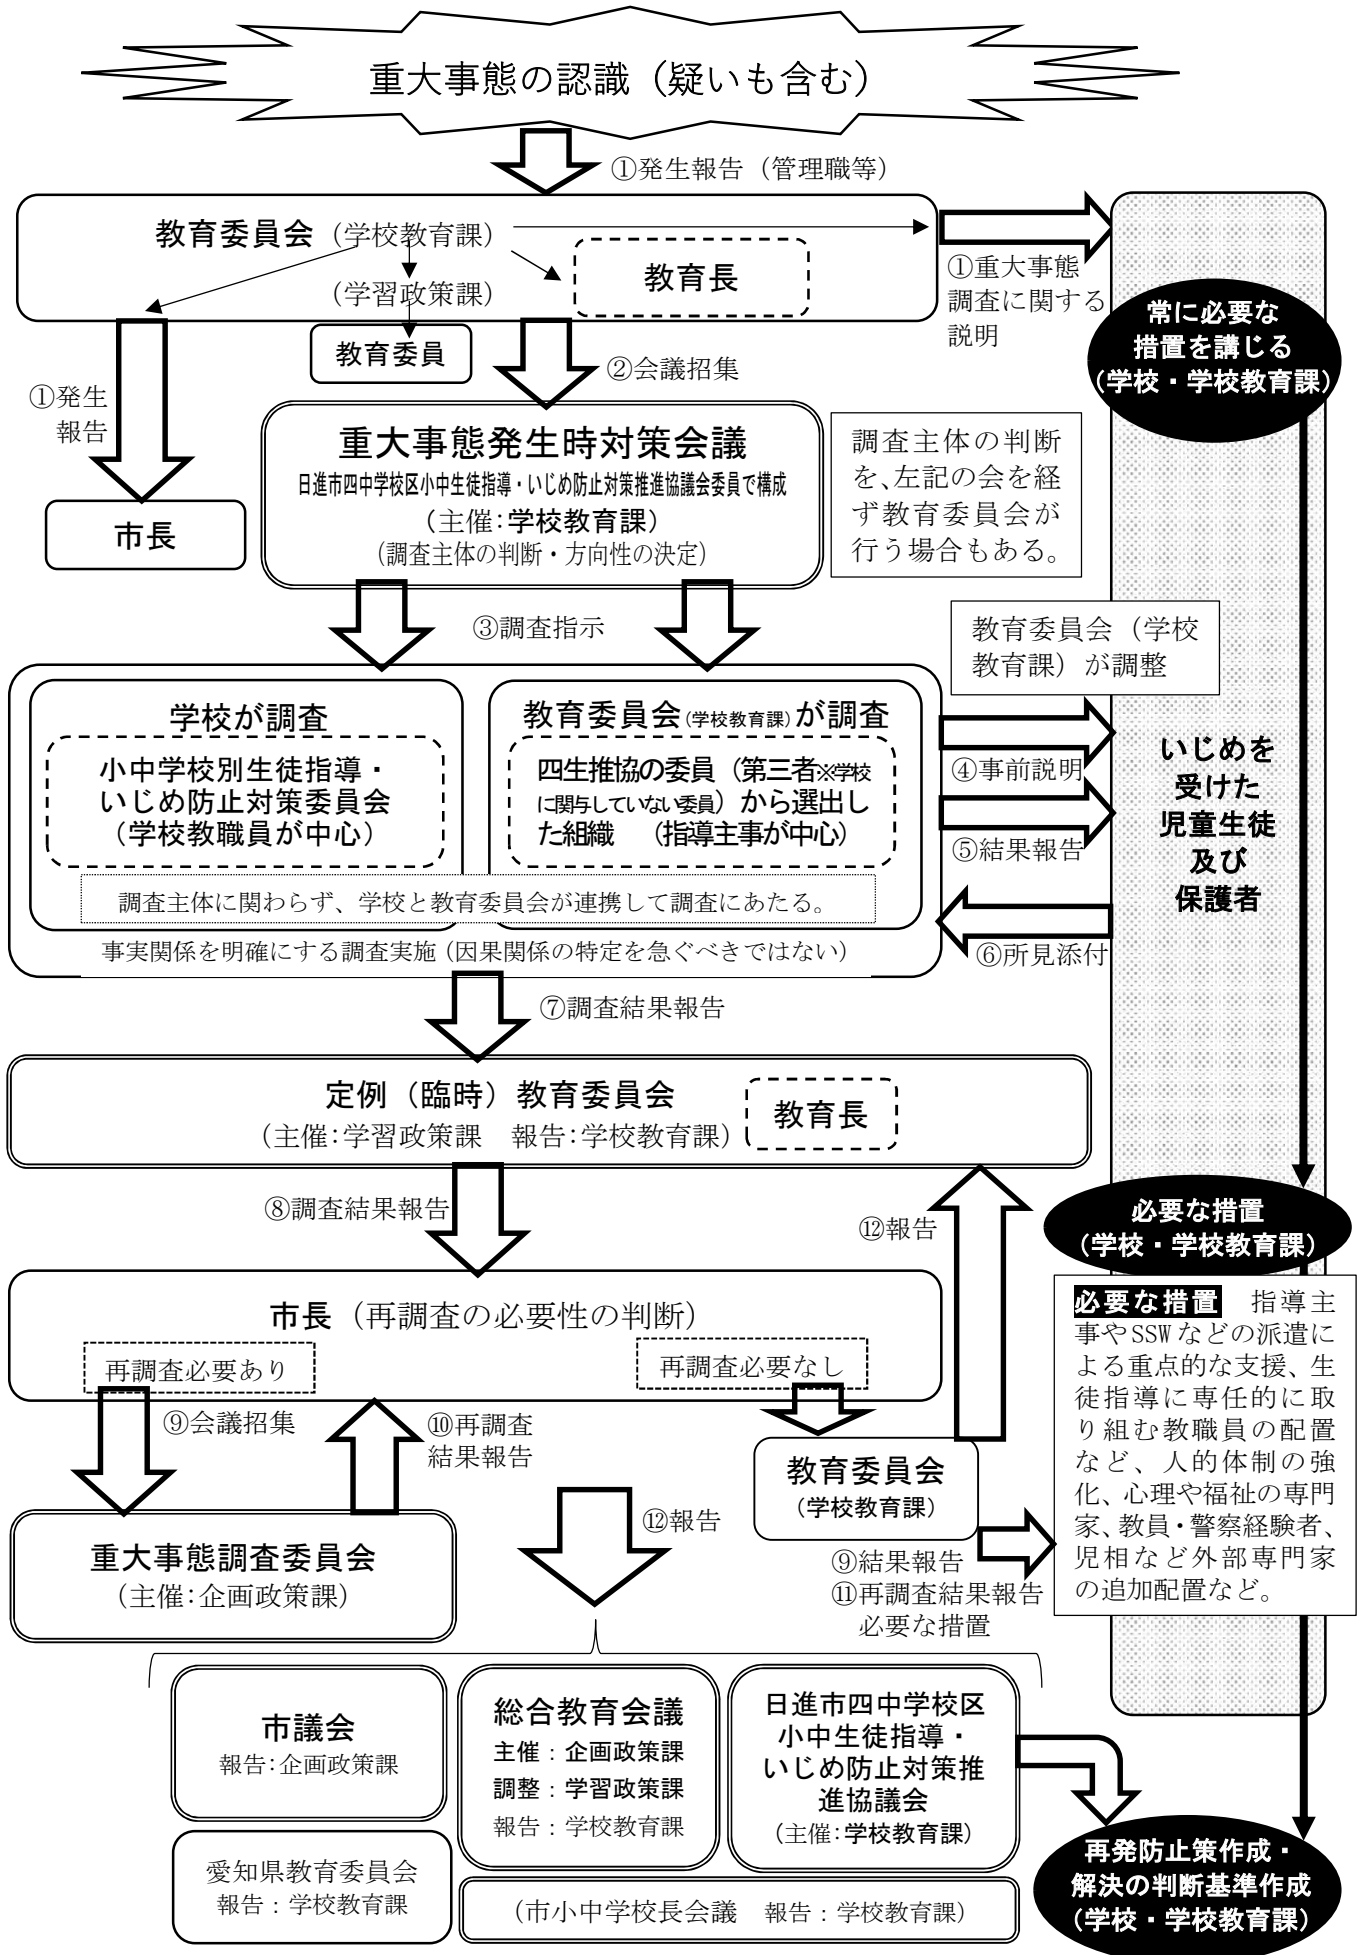 重大事態の認識（疑いも含む）
①発生報告（管理職等）
教育委員会（学校教育課）
（学習政策課）
教育長
教育委員
①重大事態
調査に関する
説明
常に必要な
措置を講じる
（学校・学校教育課）
①発生
報告
②会議招集
市長
重大事態発生時対策会議
日進市四中学校区小中生徒指導・いじめ防止対策推進協議会委員で構成
（主催：学校教育課）
（調査主体の判断・方向性の決定）
調査主体の判断
を、左記の会を経
ず教育委員会が
行う場合もある。
③調査指示
教育委員会（学校
教育課）が調整
学校が調査
小中学校別生徒指導・
いじめ防止対策委員会
（学校教職員が中心）
教育委員会（学校教育課）が調査
四生推協の委員（第三者※学校
に関与していない委員）から選出し
た組織　（指導主事が中心）
調査主体に関わらず、学校と教育委員会が連携して調査にあたる。
事実関係を明確にする調査実施（因果関係の特定を急ぐべきではない）
④事前説明
⑤結果報告
⑥所見添付
いじめを
受けた
児童生徒
及び
保護者
⑦調査結果報告
定例（臨時）教育委員会
（主催：学習政策課　報告：学校教育課）
教育長
⑧調査結果報告
⑫報告
必要な措置
（学校・学校教育課）
市長（再調査の必要性の判断）
再調査必要あり
再調査必要なし
必要な措置　指導主
事やSSWなどの派遣に
よる重点的な支援、生
徒指導に専任的に取
り組む教職員の配置
など、人的体制の強
化、心理や福祉の専門
家、教員・警察経験者、
児相など外部専門家
の追加配置など。
⑨会議招集
⑩再調査
結果報告
教育委員会
（学校教育課）
⑫報告
⑨結果報告
⑪再調査結果報告
必要な措置
重大事態調査委員会
（主催：企画政策課）
市議会
報告：企画政策課
総合教育会議
主催：企画政策課
調整：学習政策課
報告：学校教育課
日進市四中学校区
小中生徒指導・
いじめ防止対策推
進協議会
（主催：学校教育課）
愛知県教育委員会
報告：学校教育課
（市小中学校長会議　報告：学校教育課）
再発防止策作成・
解決の判断基準作成
（学校・学校教育課）